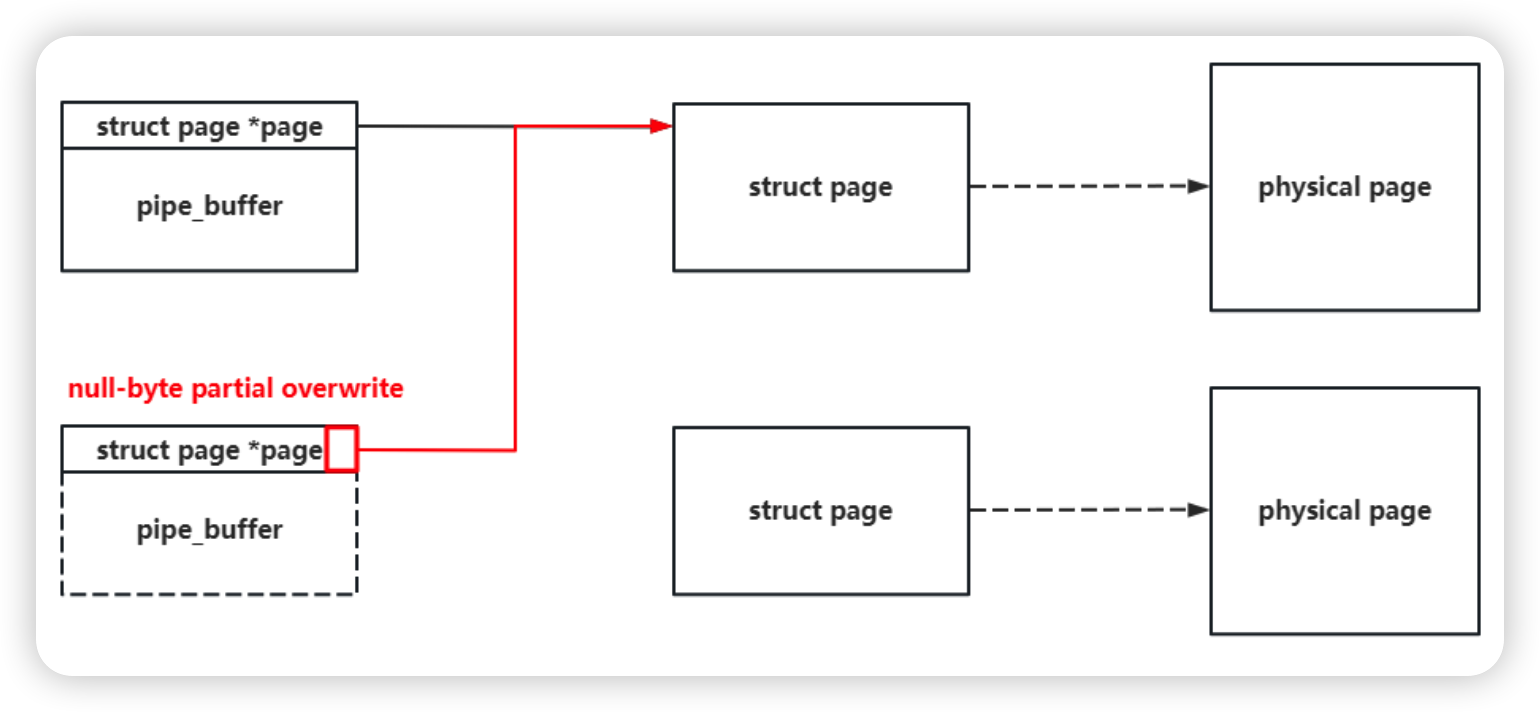 struct page *page
pipe_buffer
struct page
physical page
null-byte partial overwrite
struct page *page
pipe_buffer
struct page
physical page